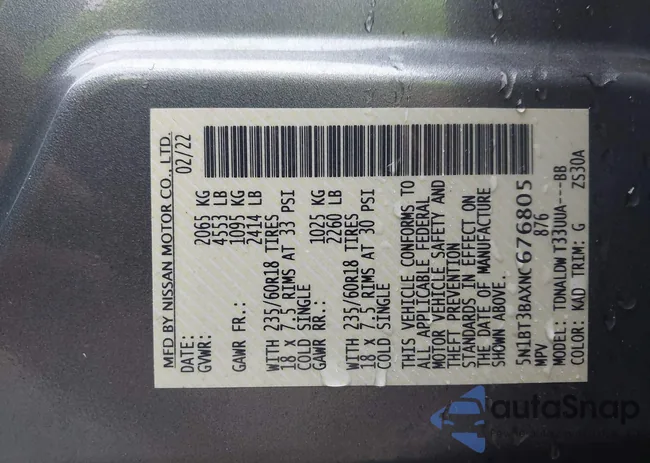 MFD BY NISSAN MOTOR CO., LTD.
02/22
GVWR: 2065 KG
4553 LB
GAWR FR.: 1095 KG
2414 LB
WITH 235/60R18 TIRES
18 x 7.5 RIMS AT 33 PSI
COLD SINGLE
GAWR RR.: 1025 KG
2260 LB
WITH 235/60R18 TIRES
18 x 7.5 RIMS AT 30 PSI
COLD SINGLE
THIS VEHICLE CONFORMS TO
ALL APPLICABLE FEDERAL
MOTOR VEHICLE SAFETY AND
THEFT PREVENTION
STANDARDS IN EFFECT ON
THE DATE OF MANUFACTURE
SHOWN ABOVE.
5N1BT3BAXNC676805
MPV 876
MODEL: TDNALDW T33UUA---BB
COLOR: KAD TRIM: G ZS30A
autoSnap